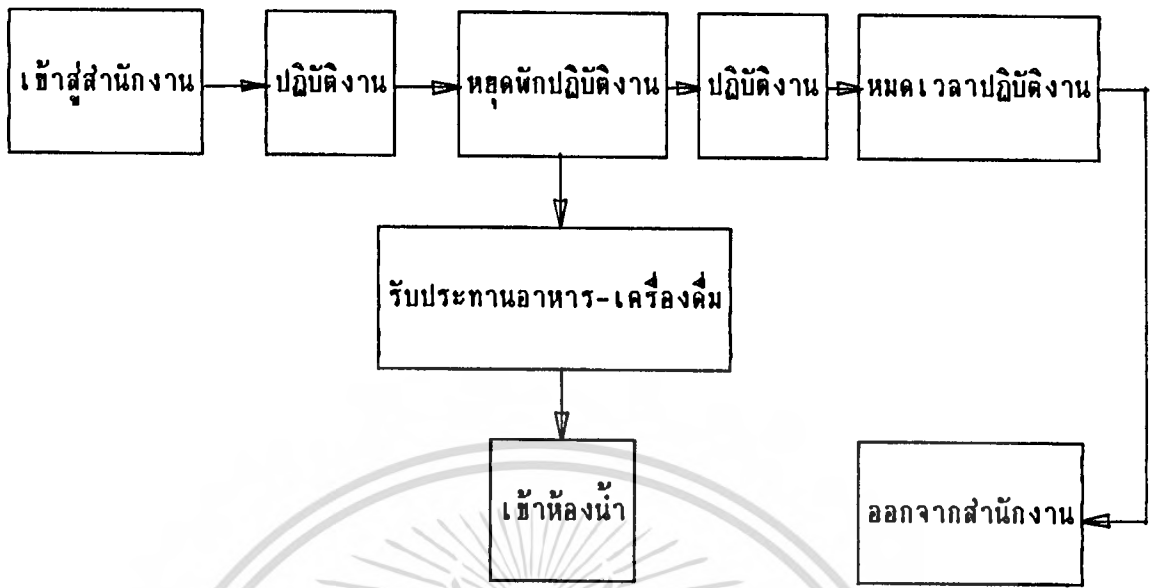 เข้าสู่สำนักงาน
ปฏิบัติงาน
หยุดพักปฏิบัติงาน
ปฏิบัติงาน
หมดเวลาปฏิบัติงาน
รับประทานอาหาร-เครื่องดื่ม
เข้าห้องน้ำ
ออกจากสำนักงาน